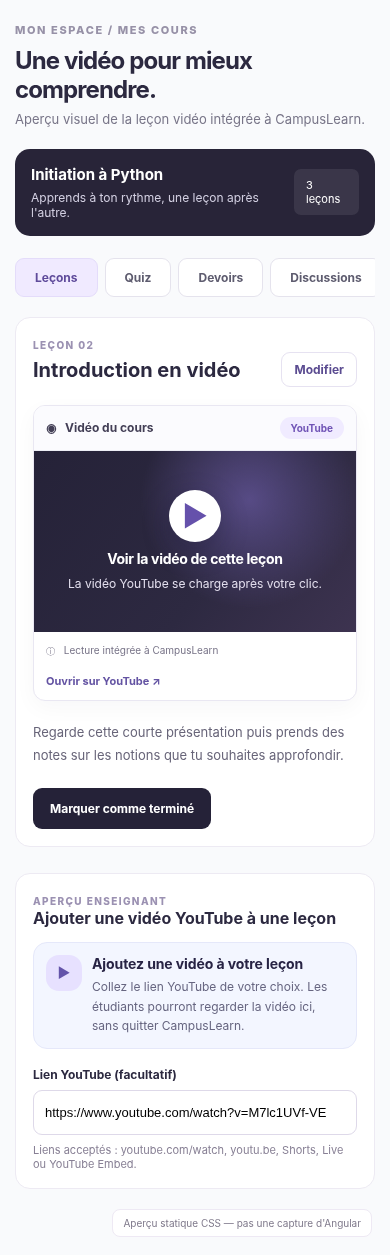 MON ESPACE / MES COURS
Une vidéo pour mieux
comprendre.
Aperçu visuel de la leçon vidéo intégrée à CampusLearn.
Initiation à Python
Apprends à ton rythme, une leçon après
l'autre.
3
leçons
Leçons
Quiz
Devoirs
Discussions
LEÇON 02
Introduction en vidéo
Modifier
Vidéo du cours
YouTube
Voir la vidéo de cette leçon
La vidéo YouTube se charge après votre clic.
Lecture intégrée à CampusLearn
Ouvrir sur YouTube ↗
Regarde cette courte présentation puis prends des
notes sur les notions que tu souhaites approfondir.
Marquer comme terminé
APERÇU ENSEIGNANT
Ajouter une vidéo YouTube à une leçon
Ajoutez une vidéo à votre leçon
Collez le lien YouTube de votre choix. Les
étudiants pourront regarder la vidéo ici,
sans quitter CampusLearn.
Lien YouTube (facultatif)
https://www.youtube.com/watch?v=M7lc1UVf-VE
Liens acceptés : youtube.com/watch, youtu.be, Shorts, Live
ou YouTube Embed.
Aperçu statique CSS — pas une capture d'Angular